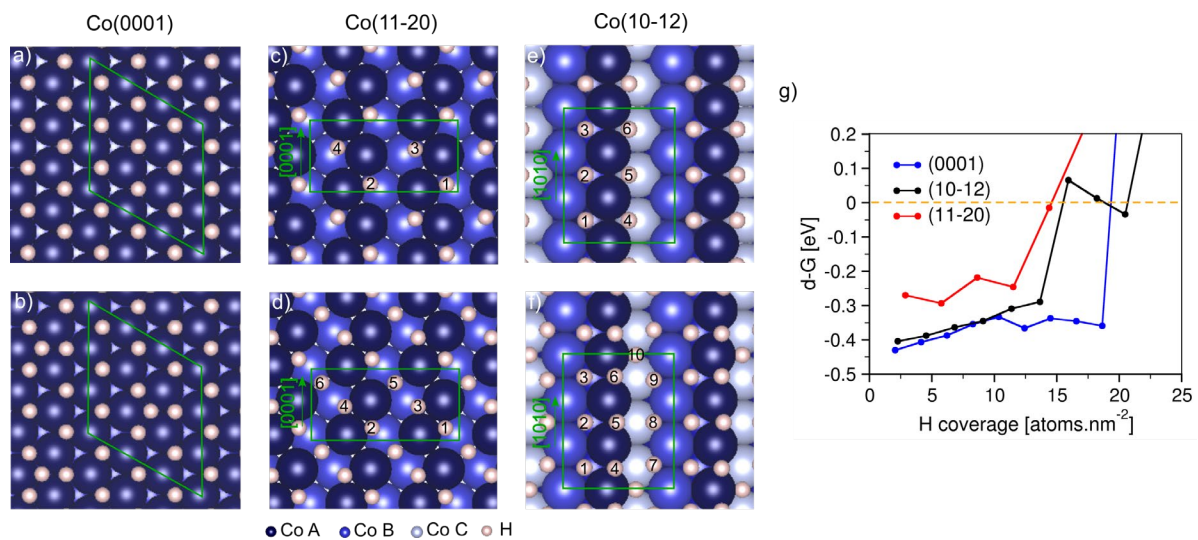 Co(0001)
Co(11-20)
Co(10-12)
a)
c)
[0001]
4
3
2
1
e)
[1010]
3
6
2
5
1
4
b)
d)
[0001]
6
5
4
3
2
1
f)
[1010]
10
3
6
9
2
5
8
1
4
7
Co A
Co B
Co C
H
g)
d-G [eV]
0.2
0.1
0
-0.1
-0.2
-0.3
-0.4
-0.5
(0001)
(10-12)
(11-20)
0
5
10
15
20
25
H coverage [atoms.nm-2]